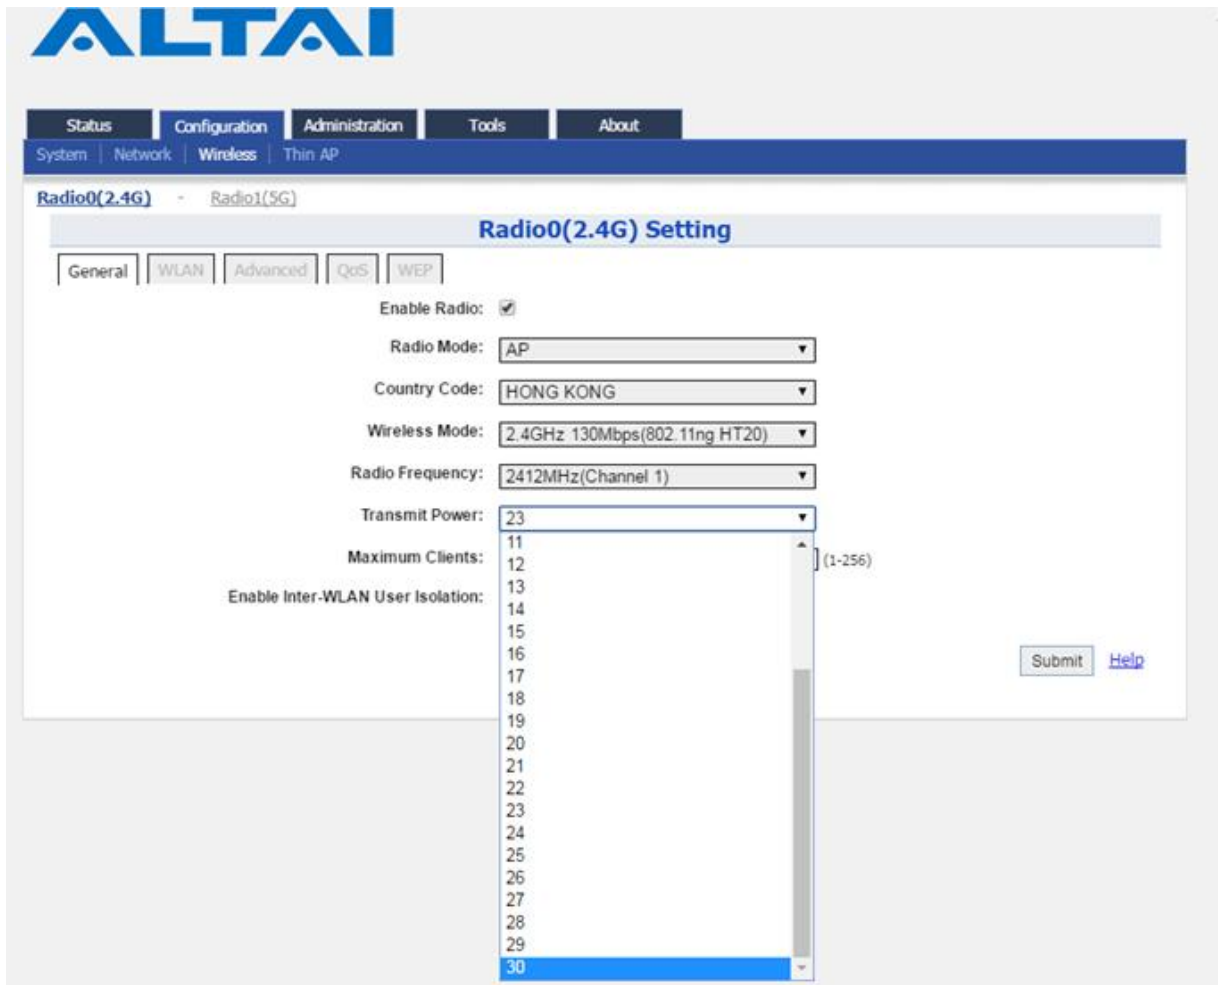 ALTAI
Status Configuration Administration Tools About
System | Network | Wireless | Thin AP
Radio0(2.4G) - Radio1(5G)
Radio0(2.4G) Setting
General WLAN Advanced QoS WEP
Enable Radio:
Radio Mode: AP
Country Code: HONG KONG
Wireless Mode: 2.4GHz 130Mbps(802.11ng HT20)
Radio Frequency: 2412MHz(Channel 1)
Transmit Power: 23
11
Maximum Clients: (1-256)
12
13
Enable Inter-WLAN User Isolation:
14
15
16
Submit Help
17
18
19
20
21
22
23
24
25
26
27
28
29
30